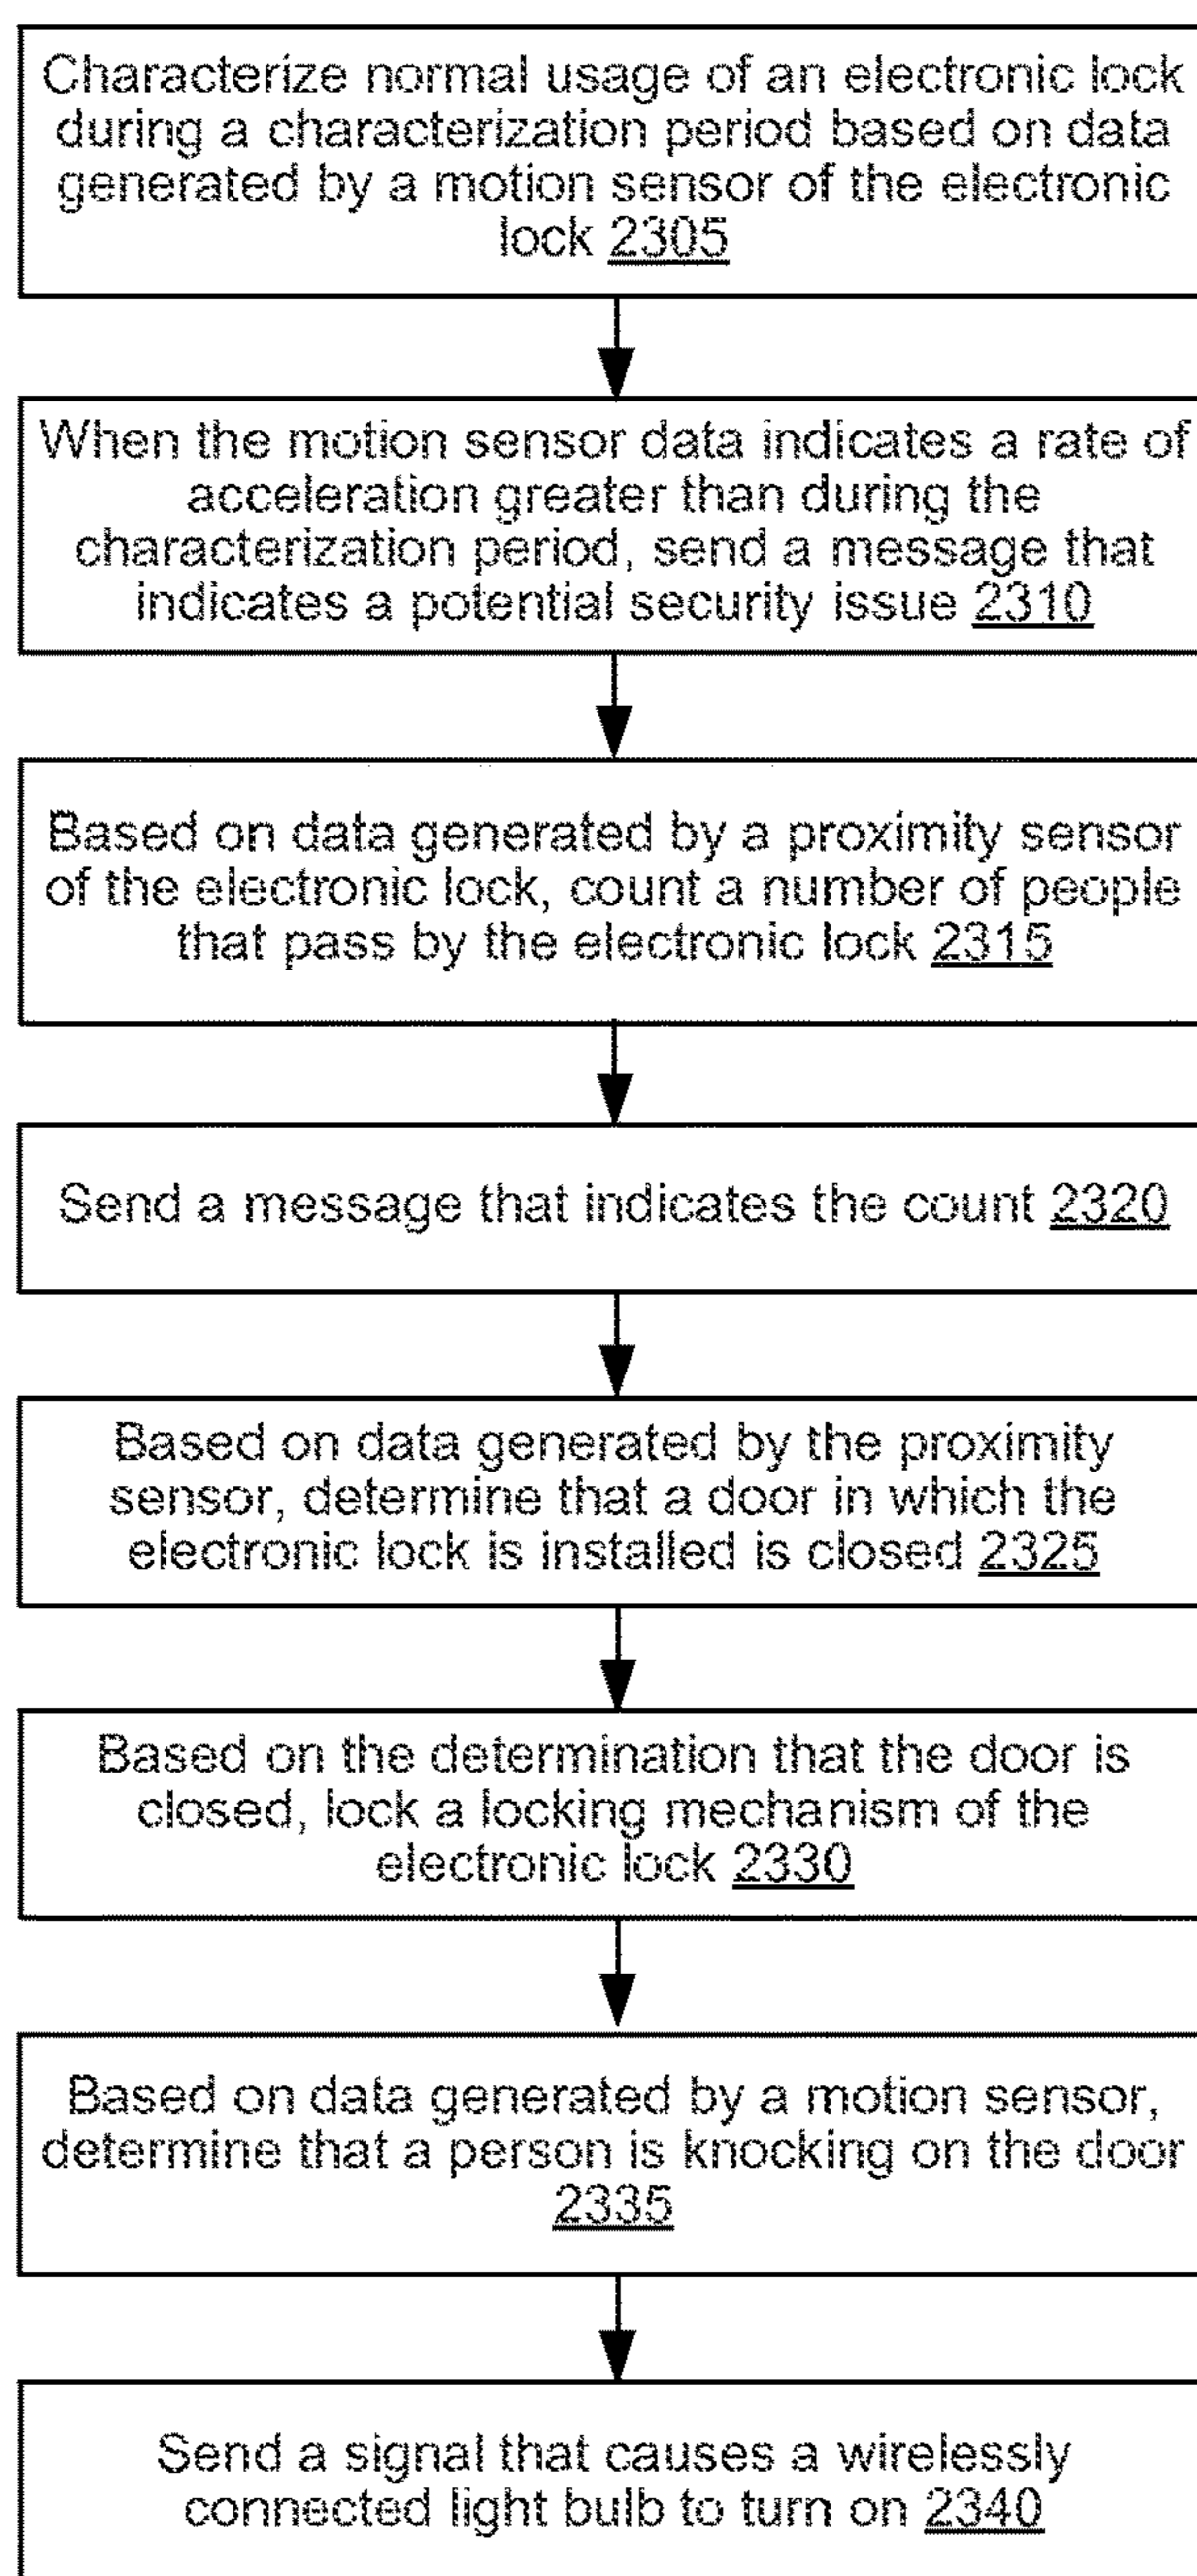 Characterize normal usage of an electronic lock
during a characterization period based on data
generated by a motion sensor of the electronic
lock 2305
When the motion sensor data indicates a rate of
acceleration greater than during the
characterization period, send a message that
indicates a potential security issue 2310
Based on data generated by a proximity sensor
of the electronic lock, count a number of people
that pass by the electronic lock 2315
Send a message that indicates the count 2320
Based on data generated by the proximity
sensor, determine that a door in which the
electronic lock is installed is closed 2325
Based on the determination that the door is
closed, lock a locking mechanism of the
electronic lock 2330
Based on data generated by a motion sensor,
determine that a person is knocking on the door
2335
Send a signal that causes a wirelessly
connected light bulb to turn on 2340